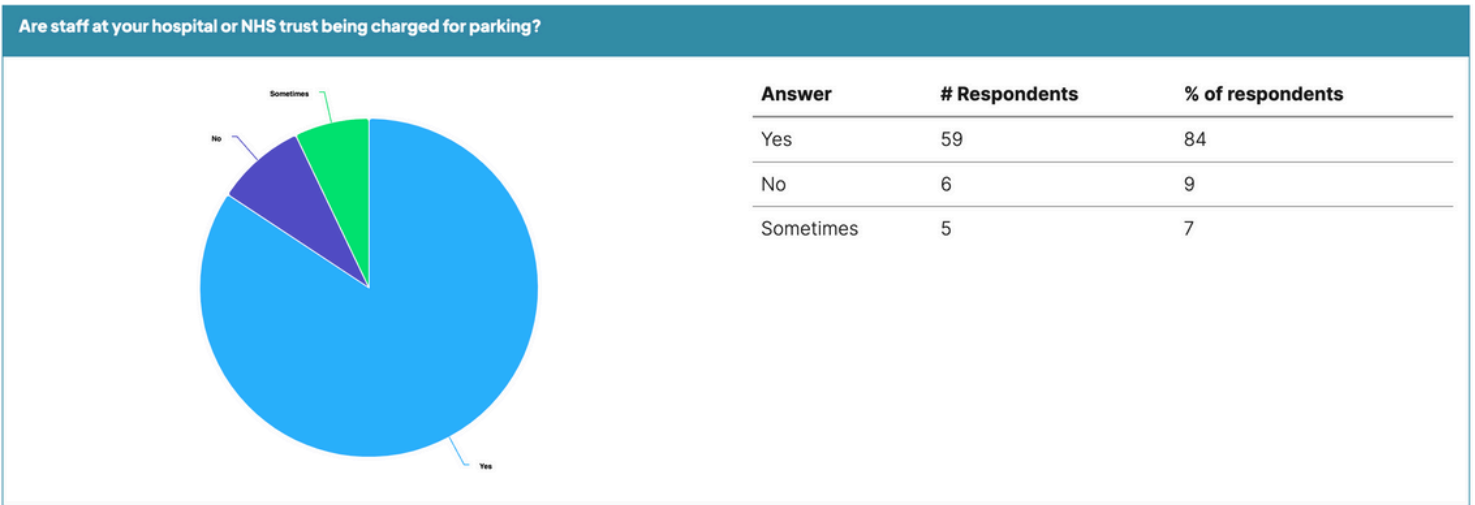 Are staff at your hospital or NHS trust being charged for parking?
Sometimes
No
Yes
Answer # Respondents % of respondents
Yes 59 84
No 6 9
Sometimes 5 7